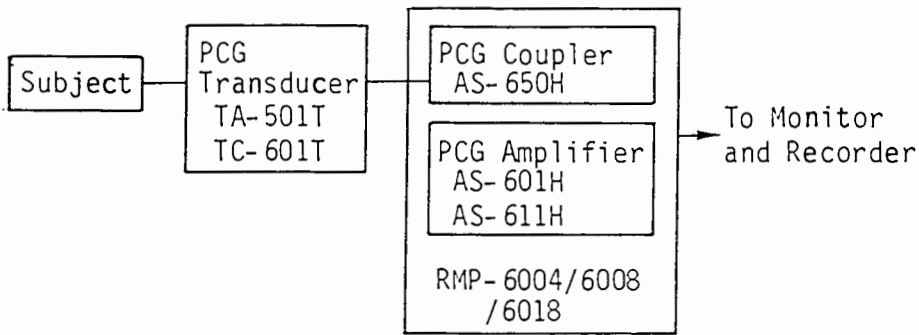 Subject
PCG
Transducer
TA-501T
TC-601T
PCG Coupler
AS-650H
PCG Amplifier
AS-601H
AS-611H
RMP-6004/6008
/6018
To Monitor
and Recorder